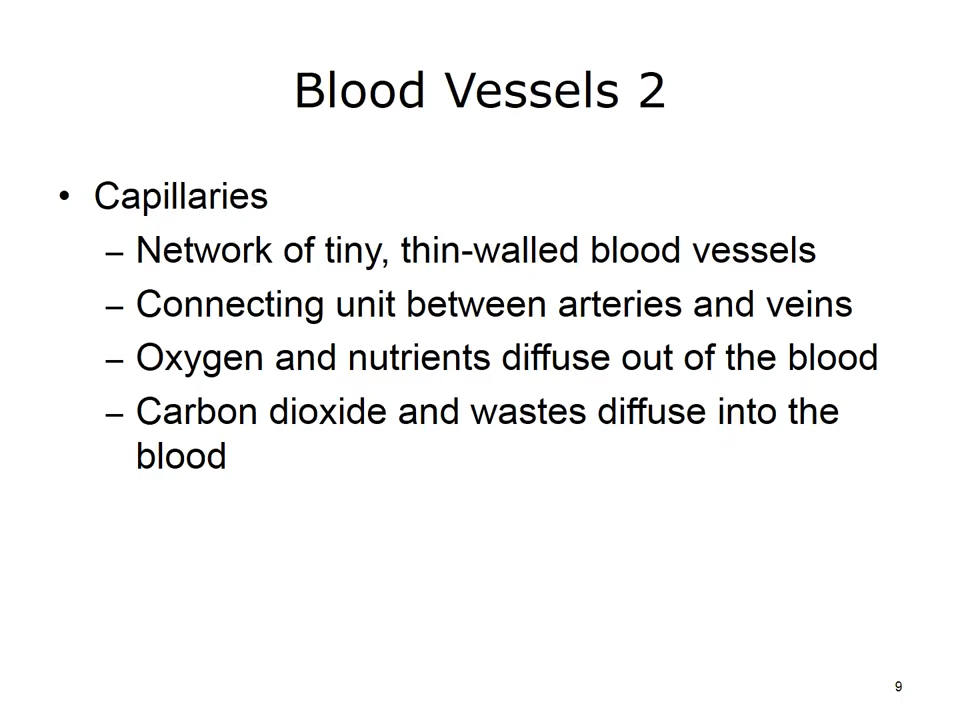 Blood Vessels 2
• Capillaries
– Network of tiny, thin-walled blood vessels
– Connecting unit between arteries and veins
– Oxygen and nutrients diffuse out of the blood
– Carbon dioxide and wastes diffuse into the
blood
9